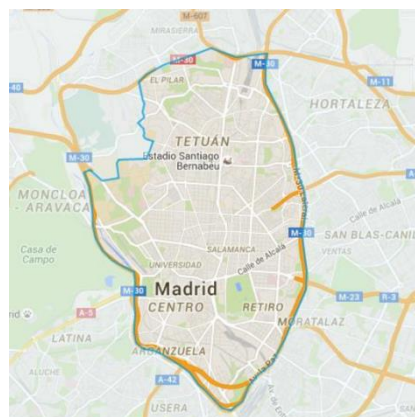 M-607
MIRASIERRA
M-30
M-30
EL PILAR
M-11
M-40
HORTALEZA
TETUÁN
Estadio Santiago
Bernabeu
M-30
MONCLOA -
ARAVACA
Calle de Alcalá
SAN BLAS-CANIL
Casa de
Campo
SALAMANCA
M-30
VENTAS
UNIVERSIDAD
Calle de Alcalá
M-30
Madrid
M-23
R-3
CENTRO
RETIRO
A-5
MORATALAZ
LATINA
ARGANZUELA
ALUCHE
A-42
USERA